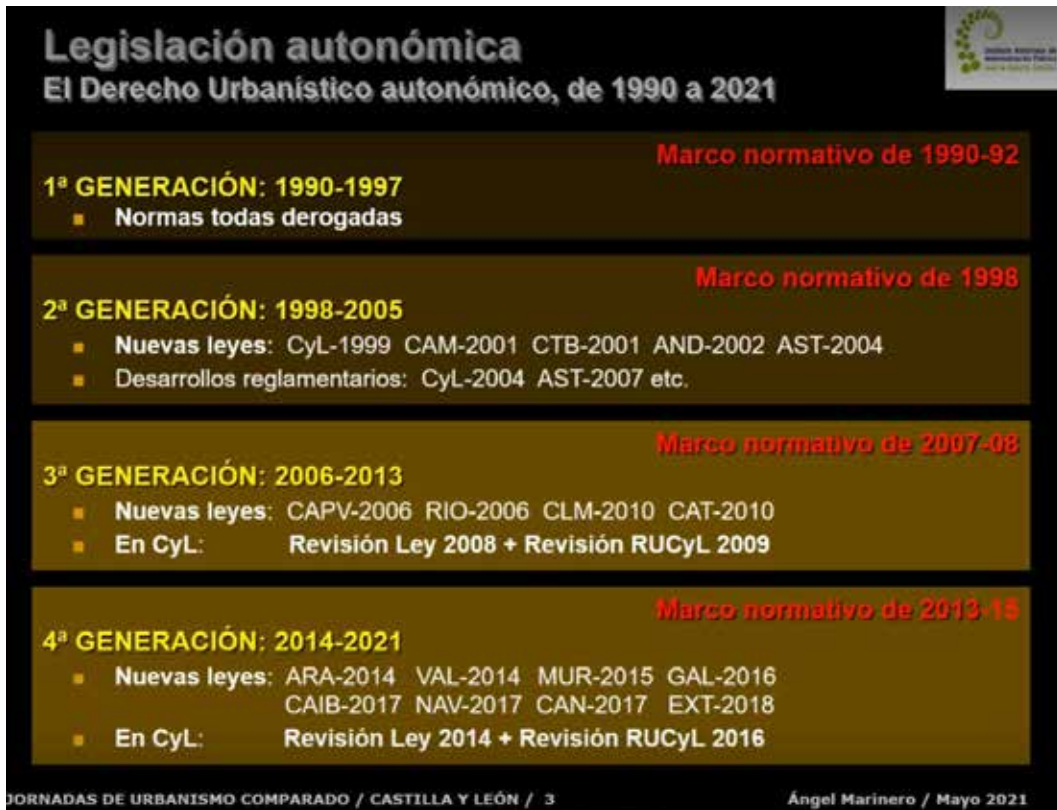 Legislación autonómica
El Derecho Urbanístico autonómico, de 1990 a 2021
Marco normativo de 1990-92
1ª GENERACIÓN: 1990-1997
Normas todas derogadas
Marco normativo de 1998
2ª GENERACIÓN: 1998-2005
Nuevas leyes: CyL-1999 CAM-2001 CTB-2001 AND-2002 AST-2004
Desarrollos reglamentarios: CyL-2004 AST-2007 etc.
Marco normativo de 2007-08
3ª GENERACIÓN: 2006-2013
Nuevas leyes: CAPV-2006 RIO-2006 CLM-2010 CAT-2010
En CyL: Revisión Ley 2008 + Revisión RUCyL 2009
Marco normativo de 2013-15
4ª GENERACIÓN: 2014-2021
Nuevas leyes: ARA-2014 VAL-2014 MUR-2015 GAL-2016
CAIB-2017 NAV-2017 CAN-2017 EXT-2018
En CyL: Revisión Ley 2014 + Revisión RUCyL 2016
JORNADAS DE URBANISMO COMPARADO / CASTILLA Y LEÓN / 3
Ángel Marinero / Mayo 2021